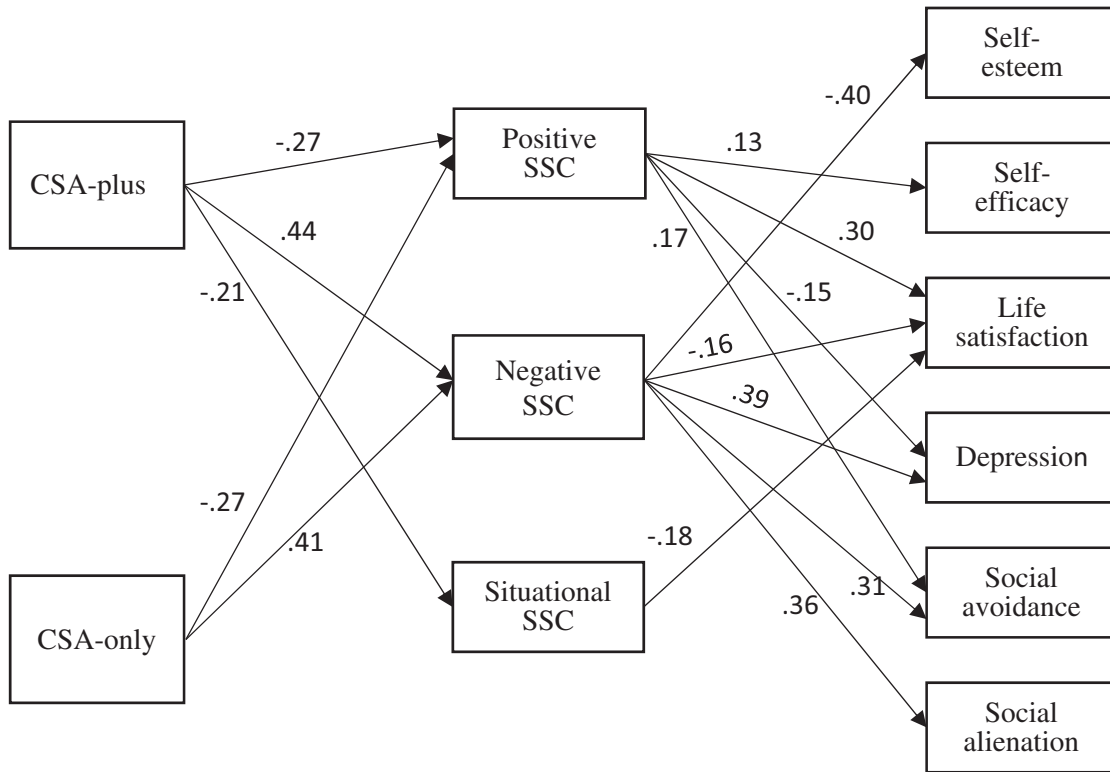 Self-
esteem
-.40
CSA-plus
-.27
Positive
SSC
.13
Self-
efficacy
.44
.17
.30
-.21
-.15
Life
satisfaction
Negative
SSC
-.16
.39
Depression
-.27
.41
-.18
CSA-only
Situational
SSC
.36
.31
Social
avoidance
Social
alienation